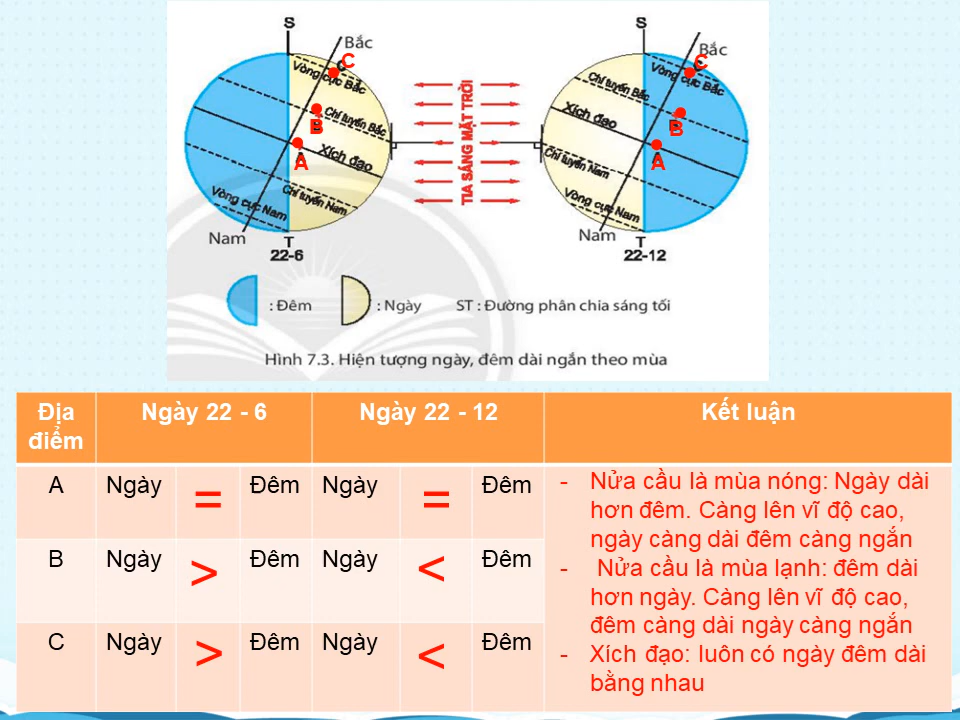 S
Bắc
C
Vòng cực Bắc
Chí tuyến Bắc
B
A
Xích đạo
Chí tuyến Nam
Vòng cực Nam
Nam
T
22-6
TIA SÁNG MẶT TRỜI
S
Bắc
C
Vòng cực Bắc
Chí tuyến Bắc
B
Xích đạo
A
Chí tuyến Nam
Vòng cực Nam
Nam
T
22-12
: Đêm
: Ngày
ST : Đường phân chia sáng tối
Hình 7.3. Hiện tượng ngày, đêm dài ngắn theo mùa
Địa điểm
Ngày 22 - 6
Ngày 22 - 12
Kết luận
A Ngày = Đêm Ngày = Đêm
B Ngày > Đêm Ngày < Đêm
C Ngày > Đêm Ngày < Đêm
- Nửa cầu là mùa nóng: Ngày dài
hơn đêm. Càng lên vĩ độ cao,
ngày càng dài đêm càng ngắn
- Nửa cầu là mùa lạnh: đêm dài
hơn ngày. Càng lên vĩ độ cao,
đêm càng dài ngày càng ngắn
- Xích đạo: luôn có ngày đêm dài
bằng nhau